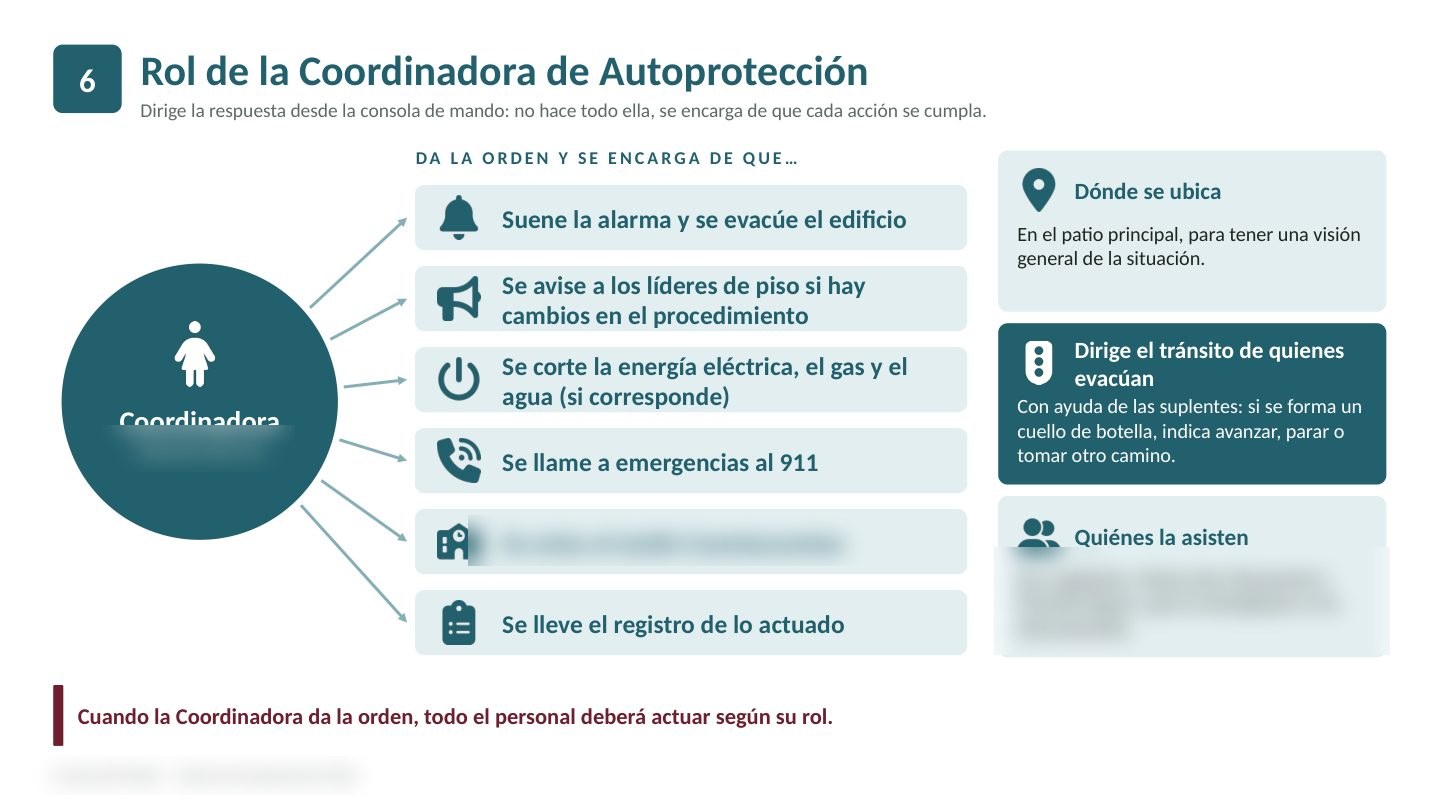 6
Rol de la Coordinadora de Autoprotección
Dirige la respuesta desde la consola de mando: no hace todo ella, se encarga de que cada acción se cumpla.
DA LA ORDEN Y SE ENCARGA DE QUE…
Coordinadora
Suene la alarma y se evacúe el edificio
Se avise a los líderes de piso si hay
cambios en el procedimiento
Se corte la energía eléctrica, el gas y el
agua (si corresponde)
Se llame a emergencias al 911
Se lleve el registro de lo actuado
Dónde se ubica
En el patio principal, para tener una visión
general de la situación.
Dirige el tránsito de quienes
evacúan
Con ayuda de las suplentes: si se forma un
cuello de botella, indica avanzar, parar o
tomar otro camino.
Quiénes la asisten
Cuando la Coordinadora da la orden, todo el personal deberá actuar según su rol.